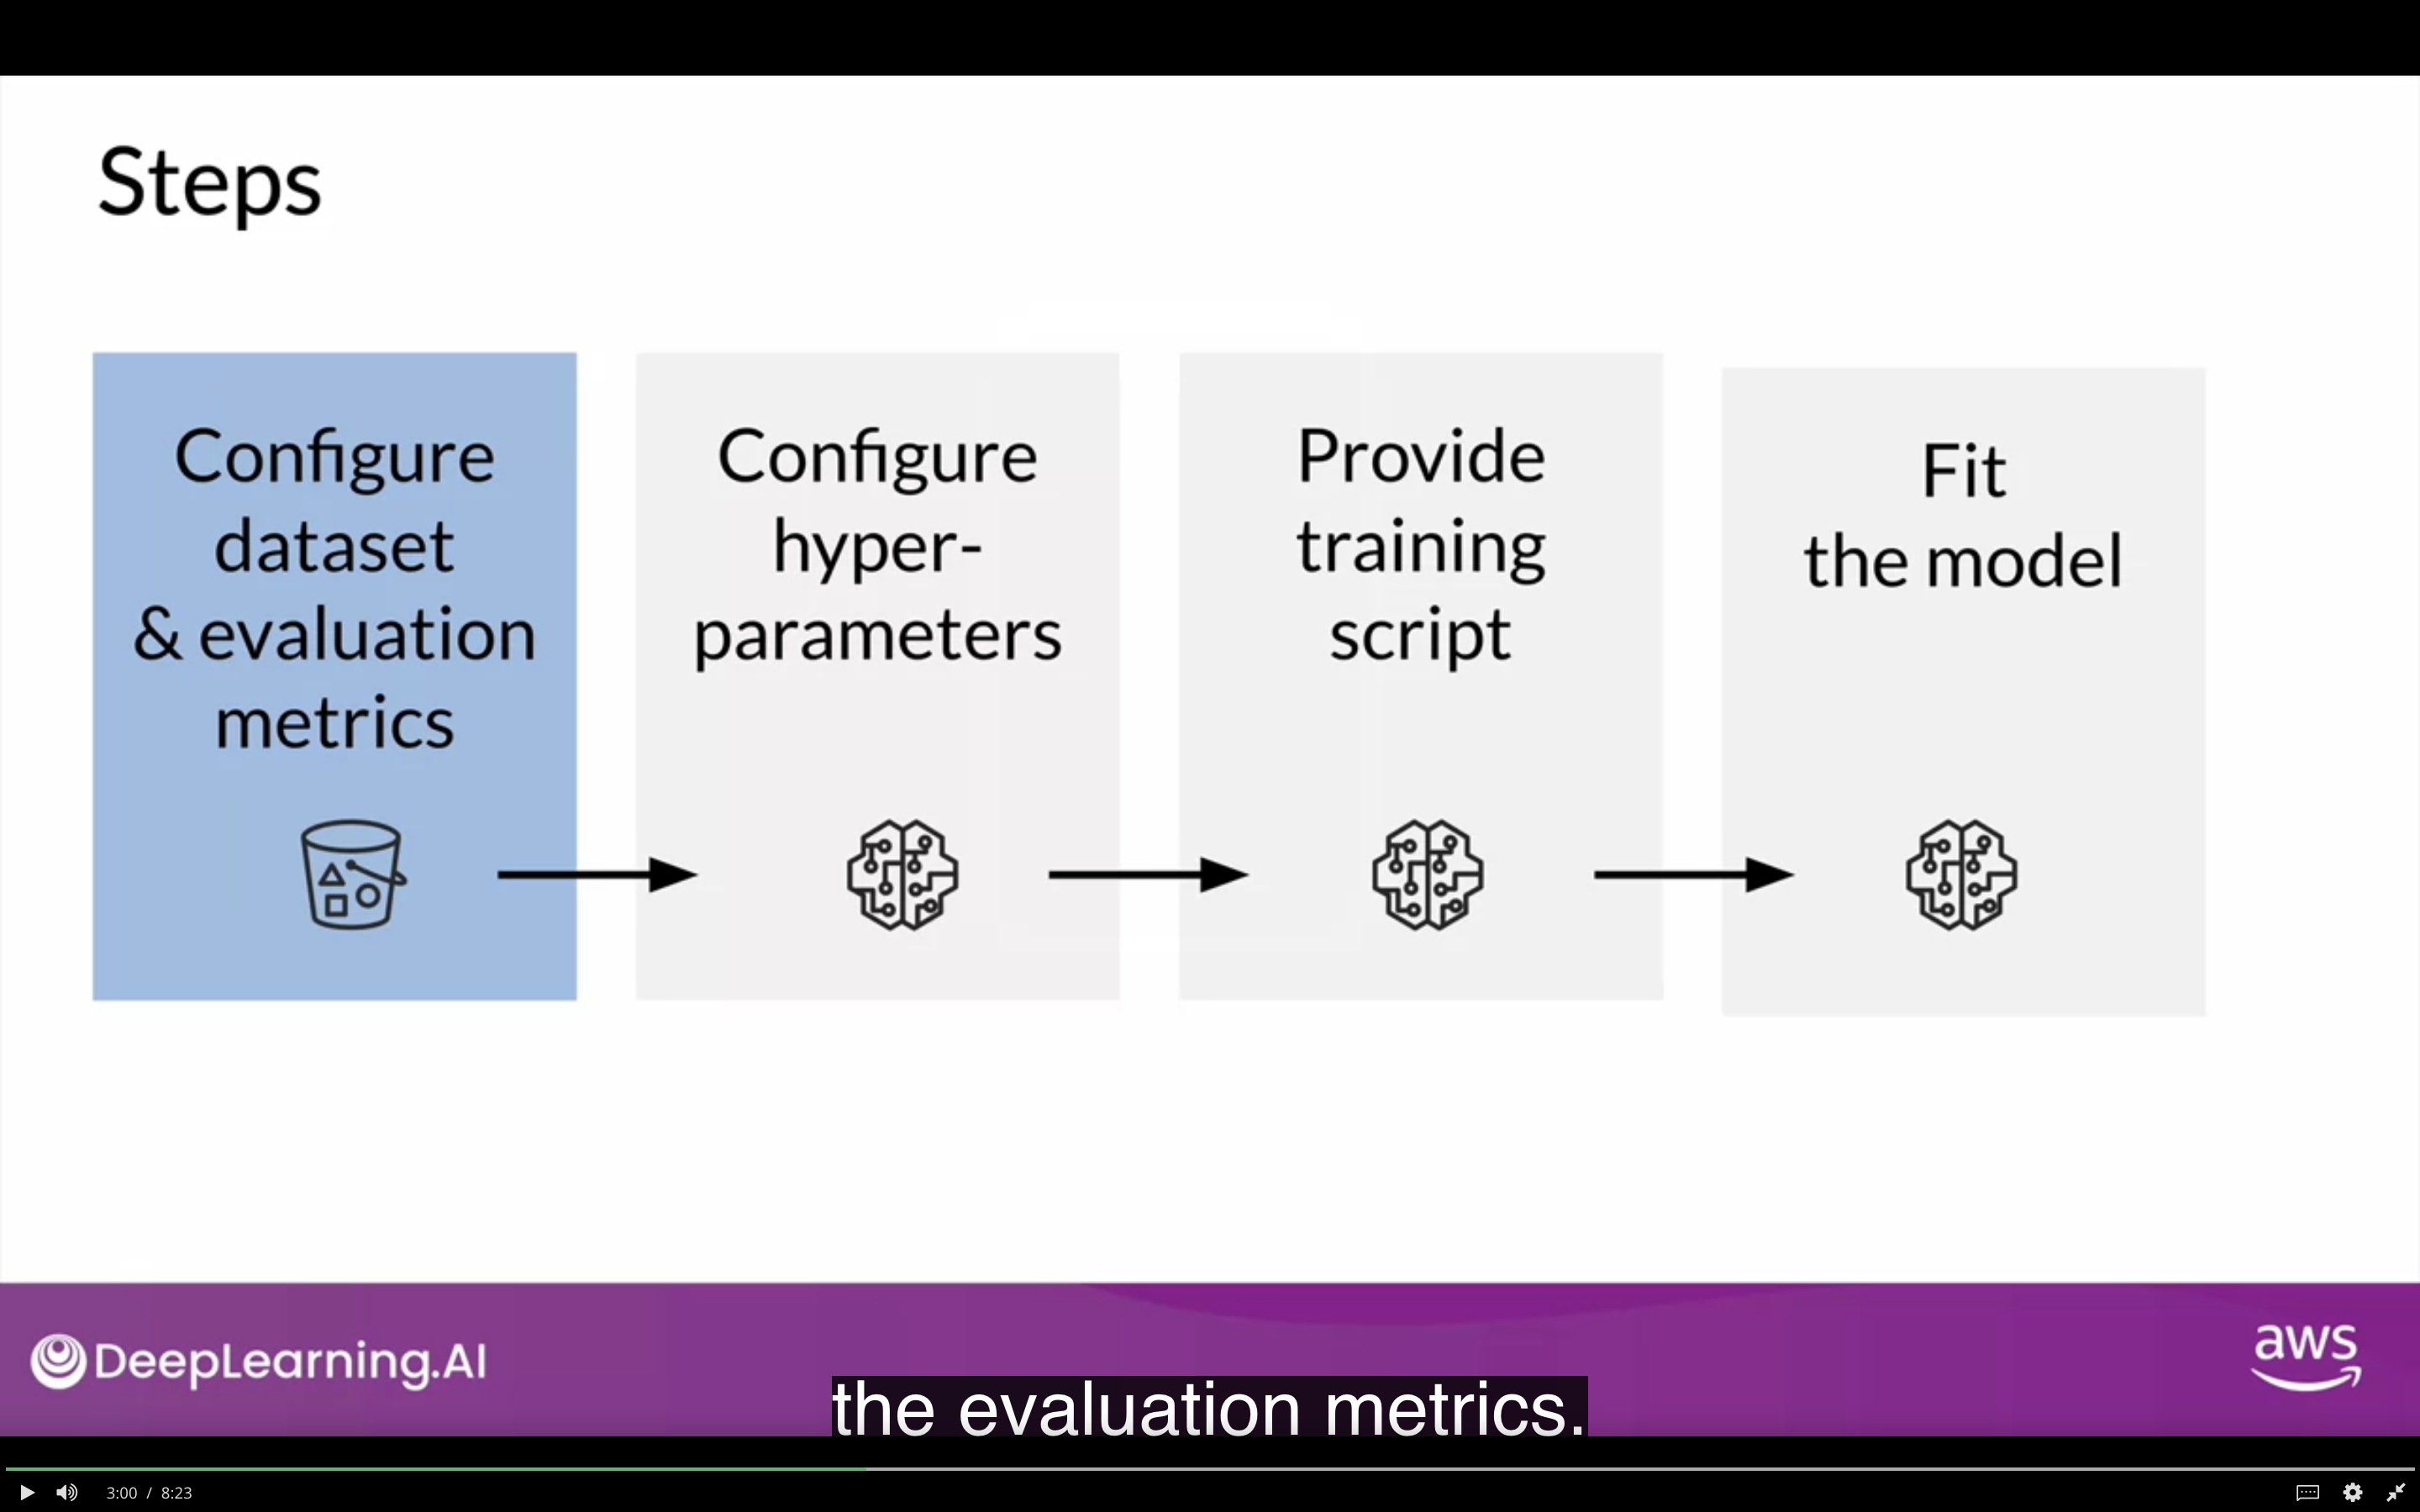 Steps
Configure
dataset
& evaluation
metrics
Configure
hyper-
parameters
Provide
training
script
Fit
the model
DeepLearning.AI
aws
the evaluation metrics.
3:00 / 8:23